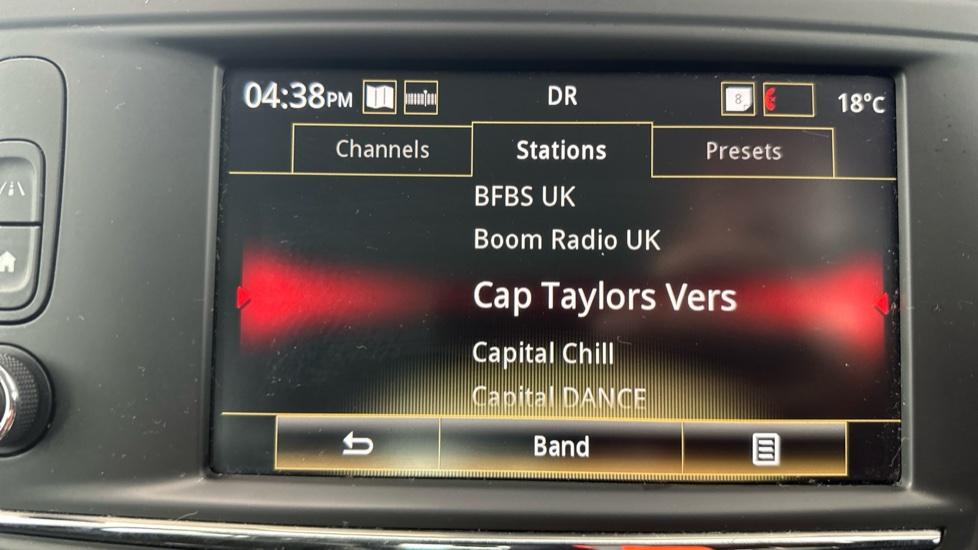 04:38PM DR 8 18°C
Channels Stations Presets
BFBS UK
Boom Radio UK
Cap Taylors Vers
Capital Chill
Capital DANCE
Band